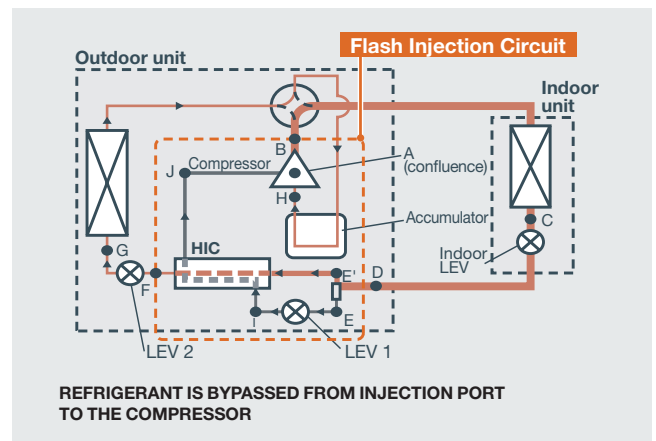 Flash Injection Circuit
Outdoor unit
Indoor
unit
B
A
(confluence)
J
Compressor
H
Accumulator
C
Indoor
LEV
G
HIC
E'
D
F
I
E
LEV 2
LEV 1
REFRIGERANT IS BYPASSED FROM INJECTION PORT
TO THE COMPRESSOR